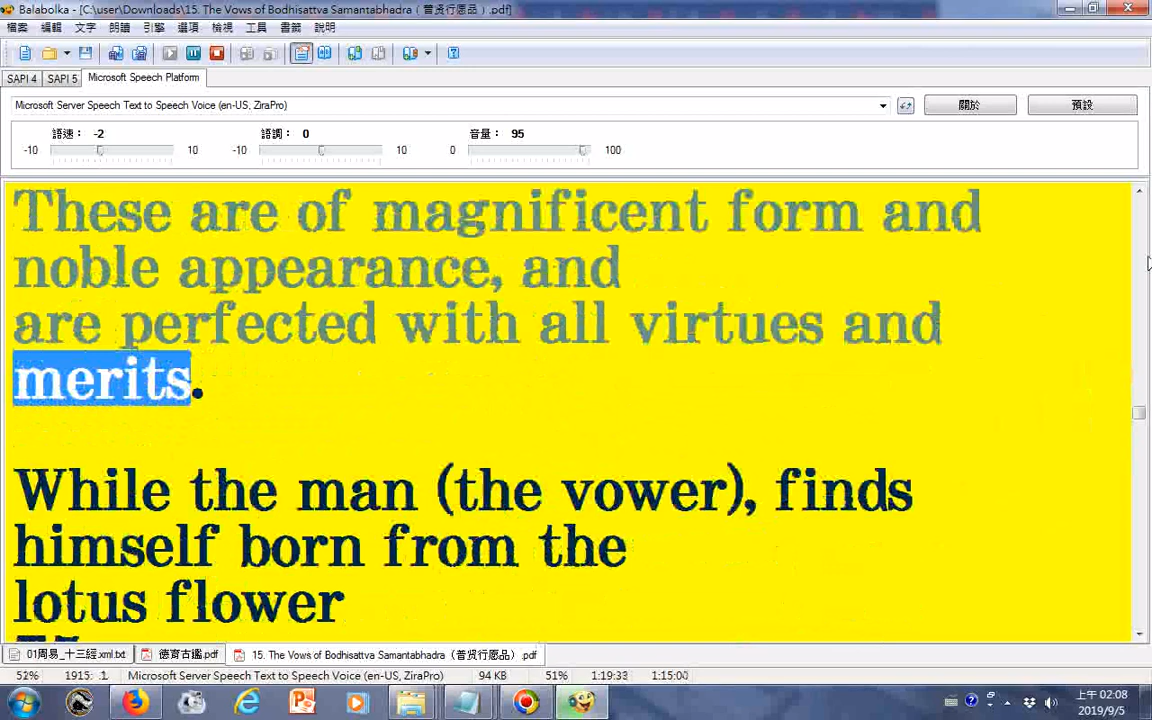 Balabolka - [C:\user\Downloads\15. The Vows of Bodhisattva Samantabhadra（普贤行愿品）.pdf]
檔案 編輯 文字 朗讀 引擎 選項 檢視 工具 書籤 說明
SAPI 4 SAPI 5 Microsoft Speech Platform
Microsoft Server Speech Text to Speech Voice (en-US, ZiraPro) 關於 預設
語速： -2 語調： 0 音量： 95
-10 10 -10 10 0 100
These are of magnificent form and
noble appearance, and
are perfected with all virtues and
merits.
While the man (the vower), finds
himself born from the
lotus flower
01周易_十三經.xml.txt 德育古鑑.pdf 15. The Vows of Bodhisattva Samantabhadra（普贤行愿品）.pdf
52% 1915: 1 Microsoft Server Speech Text to Speech Voice (en-US, ZiraPro) 94 KB 51% 1:19:33 1:15:00
上午 02:08
2019/9/5